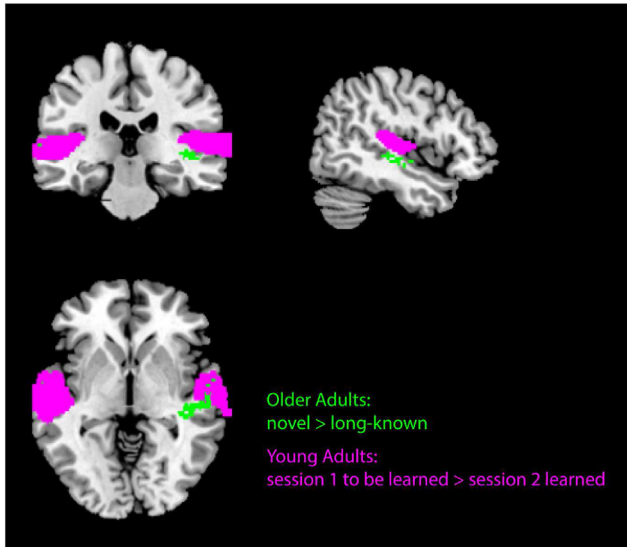 Older Adults:
novel > long-known
Young Adults:
session 1 to be learned > session 2 learned